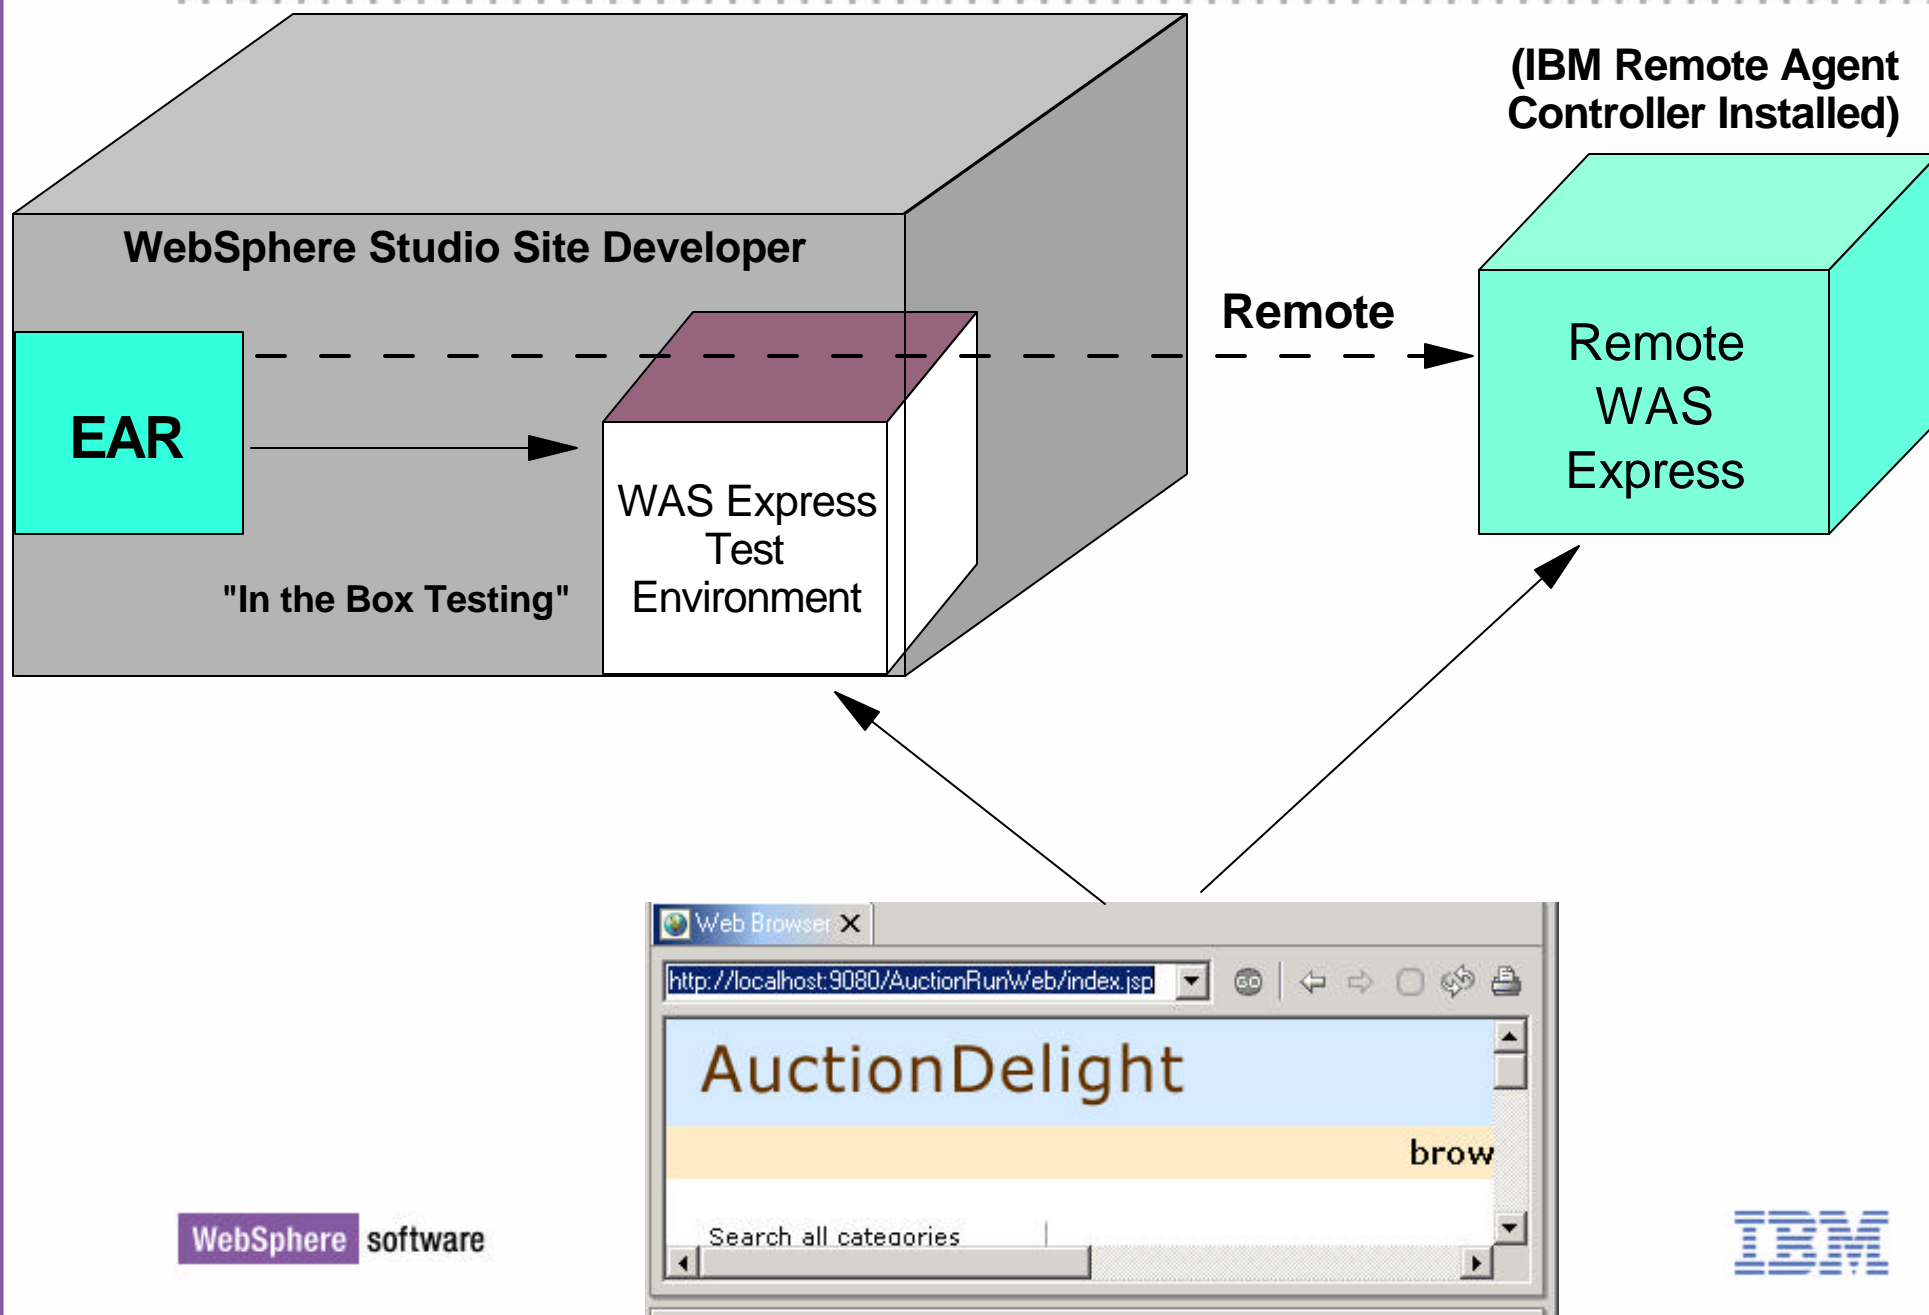 (IBM Remote Agent
Controller Installed)
WebSphere Studio Site Developer
Remote
EAR
Remote
WAS
Express
WAS Express
Test
Environment
"In the Box Testing"
Web Browser
http://localhost:9080/AuctionRunWeb/index.jsp
GO
AuctionDelight
brow
Search all categories
WebSphere software
IBM